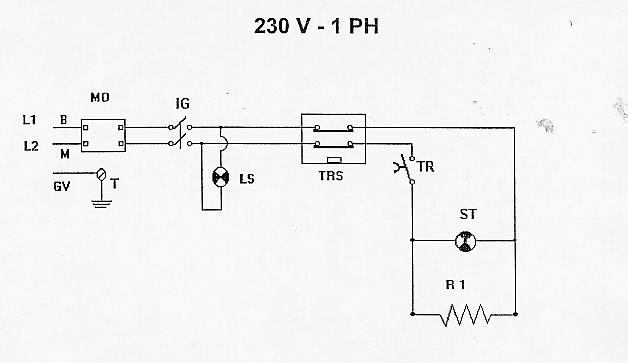 230 V - 1 PH
MO
IG
L1 B
L2 M
GV T
LS
TRS
TR
ST
R 1